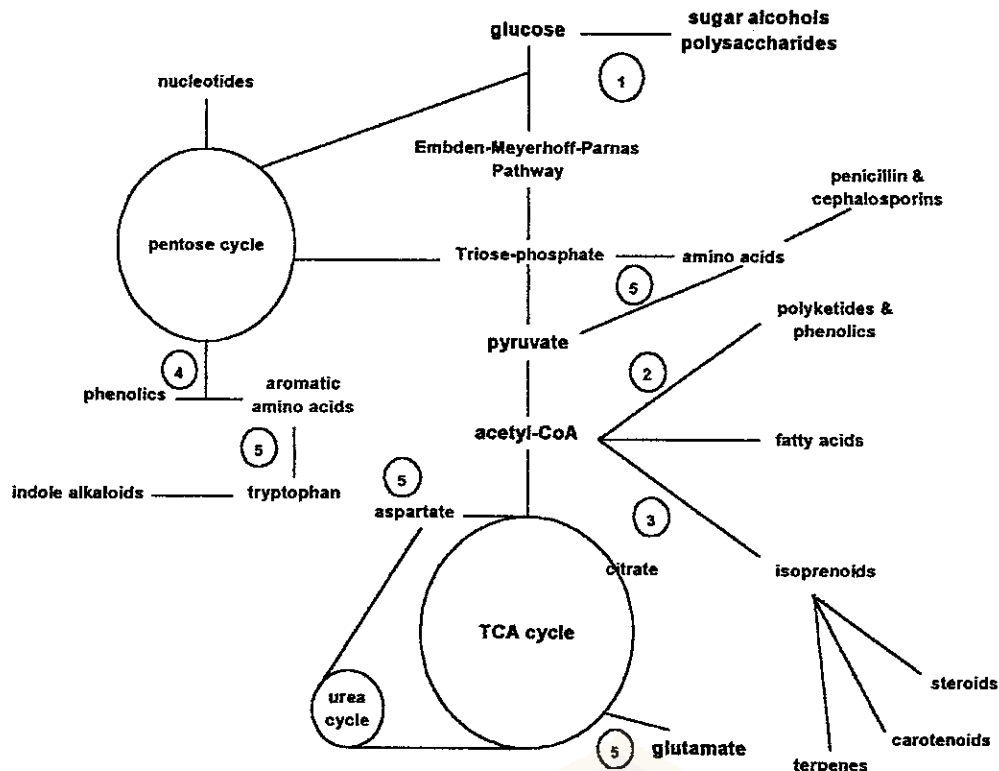 glucose
sugar alcohols
polysaccharides
1
nucleotides
Embden-Meyerhoff-Parnas
Pathway
penicillin &
cephalosporins
pentose cycle
Triose-phosphate
amino acids
5
polyketides &
phenolics
pyruvate
4
2
phenolics
aromatic
amino acids
acetyl-CoA
fatty acids
5
5
indole alkaloids
tryptophan
aspartate
3
citrate
isoprenoids
TCA cycle
steroids
urea
cycle
5
glutamate
carotenoids
terpenes